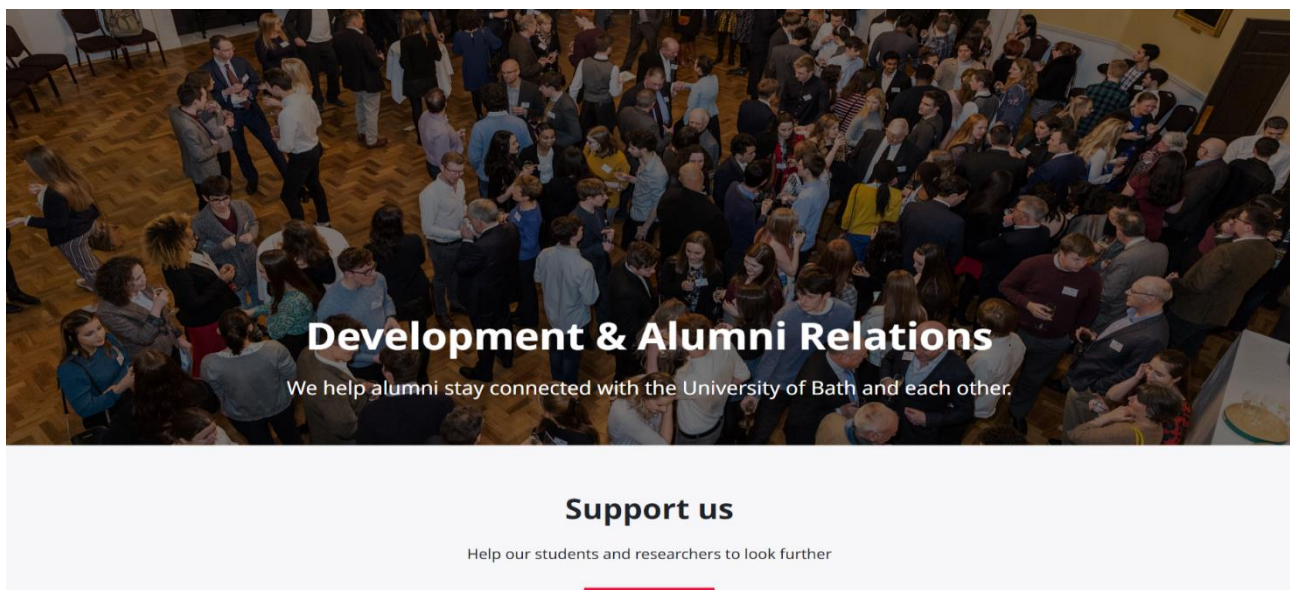 Development & Alumni Relations
We help alumni stay connected with the University of Bath and each other.
Support us
Help our students and researchers to look further